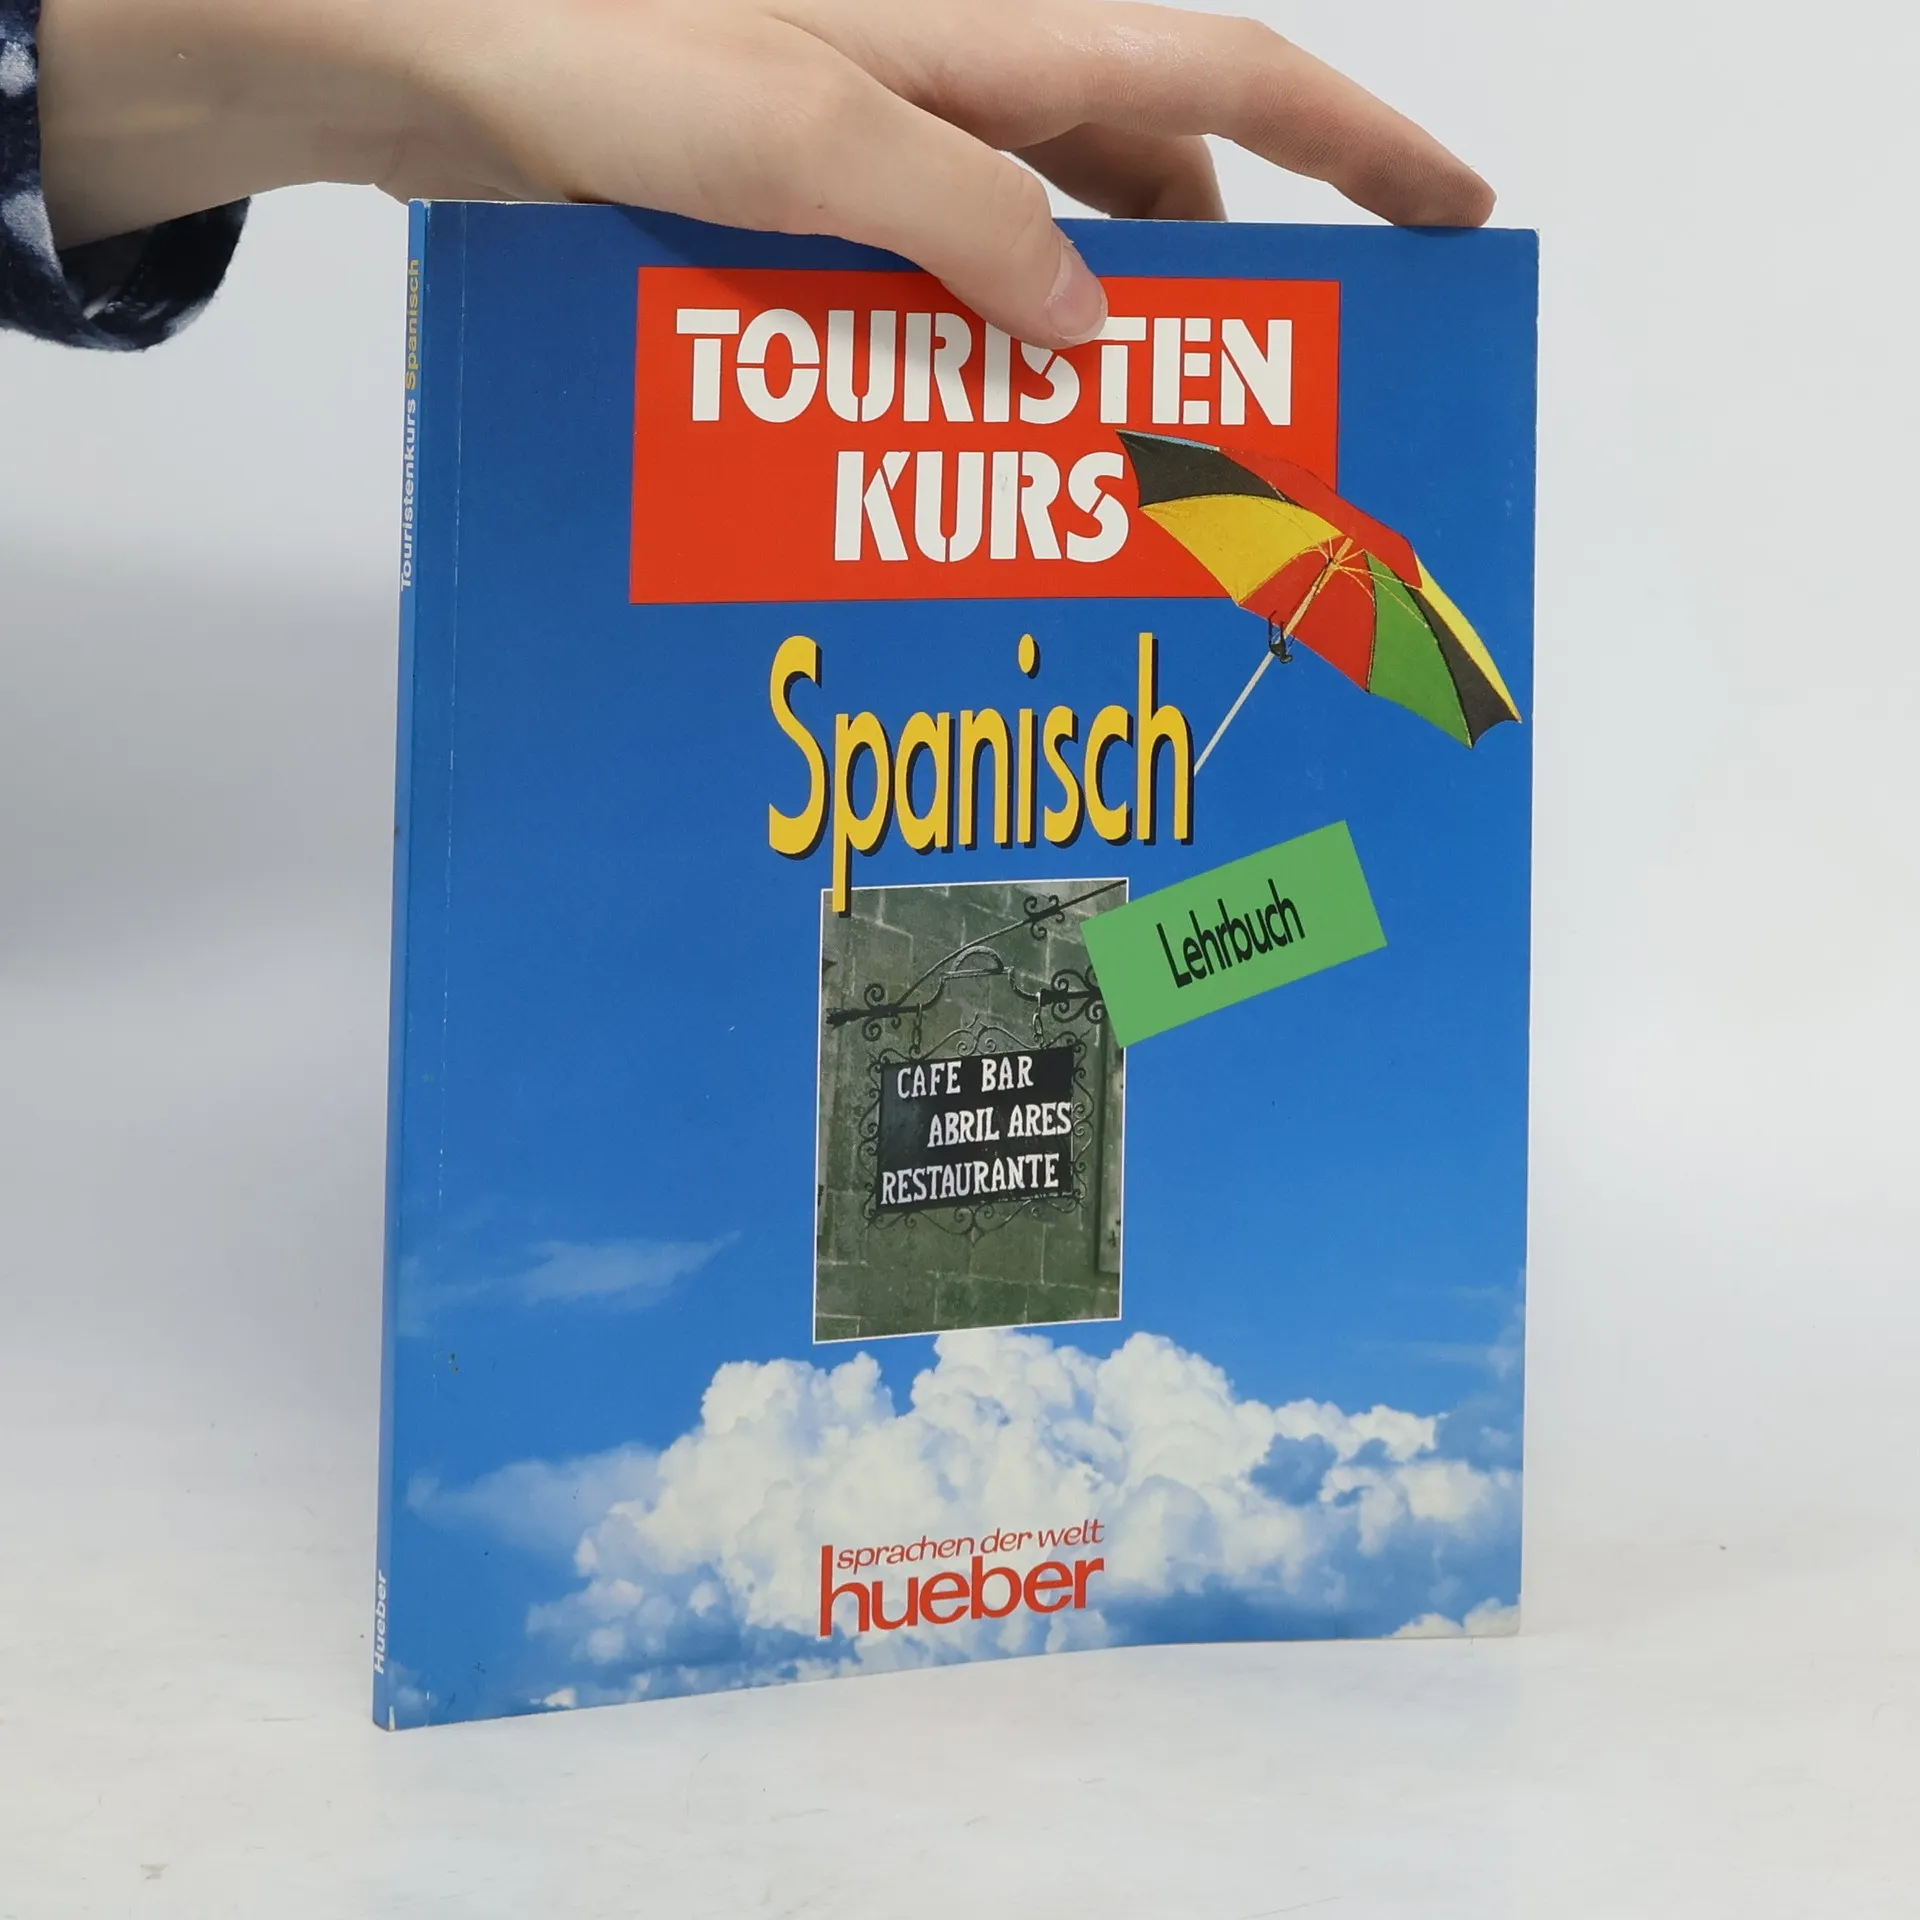 TOURISTEN
KURS
Spanisch
Lehrbuch
CAFE BAR
ABRIL ARES
RESTAURANTE
sprachen der welt
hueber
Touristenkurs Spanisch
Hueber